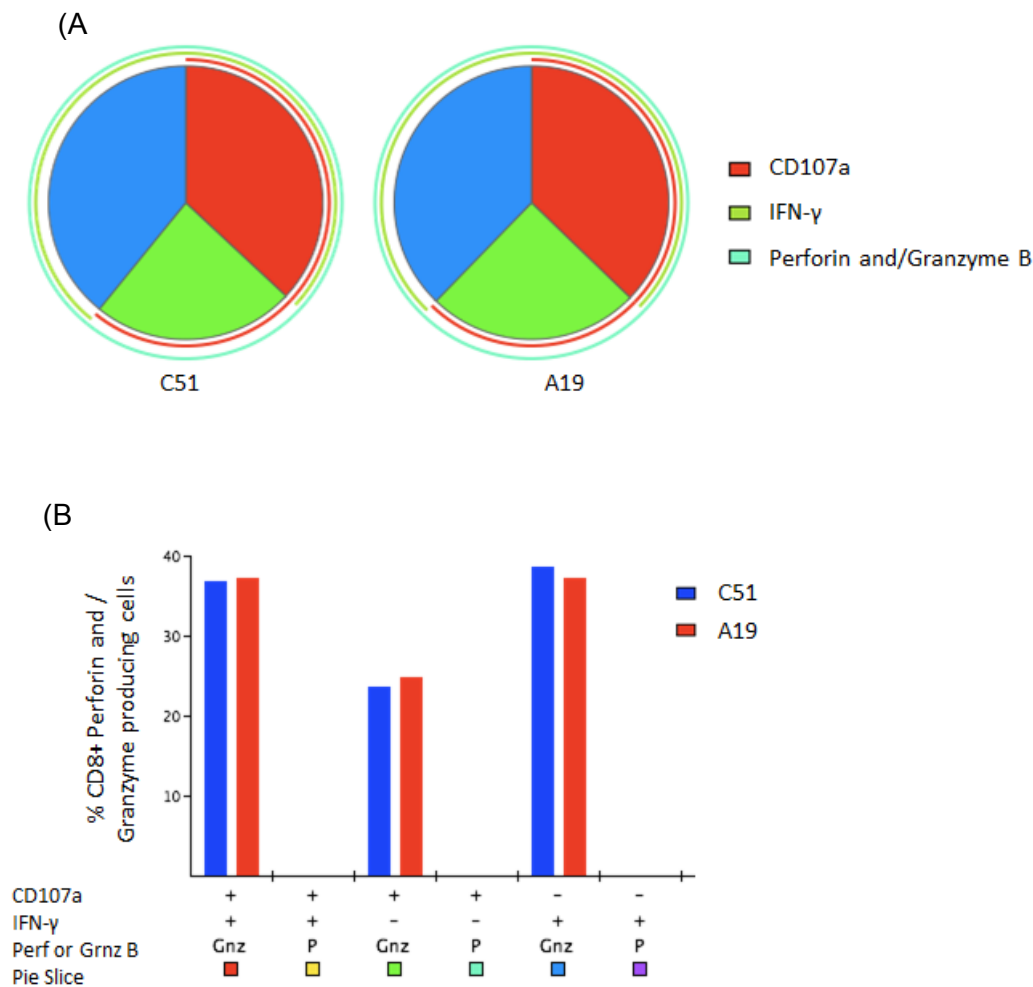 (A
CD107a
IFN-γ
Perforin and/Granzyme B
C51
A19
(B
% CD8+ Perforin and /
Granzyme producing cells
40
30
20
10
C51
A19
CD107a + + + + - -
IFN-γ + + - - + +
Perf or Grnz B Gnz P Gnz P Gnz P
Pie Slice